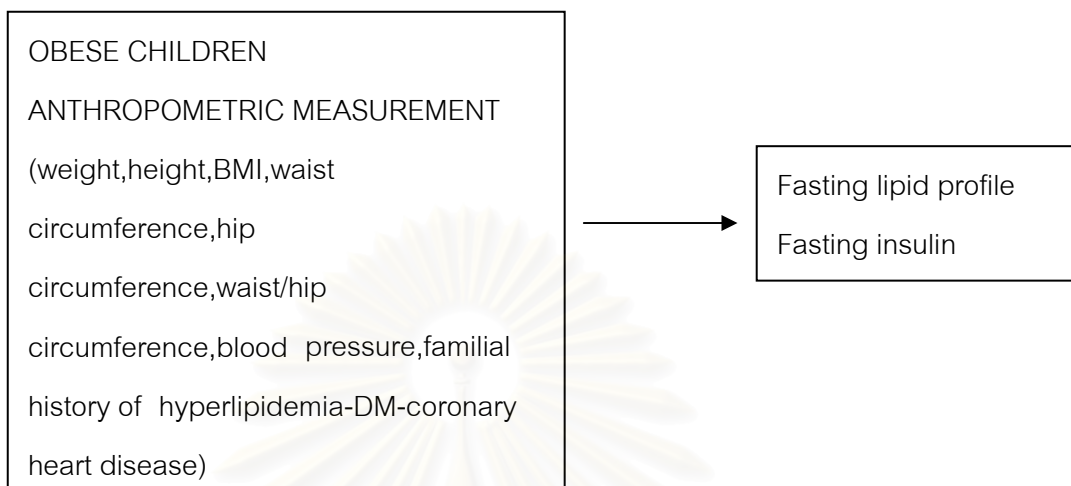 OBESE CHILDREN
ANTHROPOMETRIC MEASUREMENT
(weight,height,BMI,waist
circumference,hip
circumference,waist/hip
circumference,blood pressure,familial
history of hyperlipidemia-DM-coronary
heart disease)
Fasting lipid profile
Fasting insulin